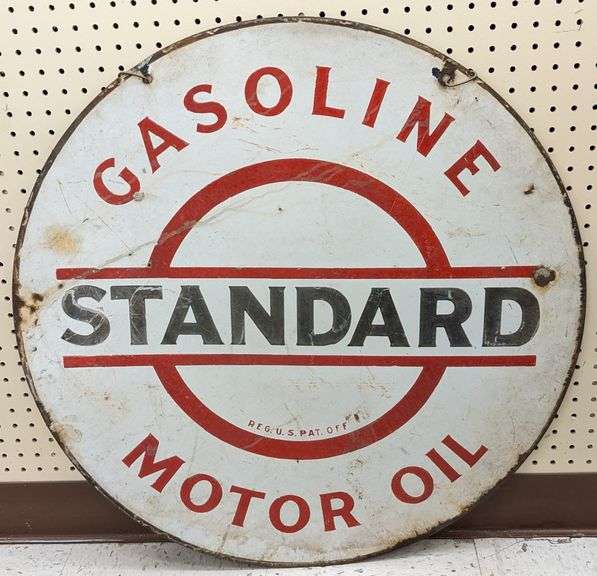 GASOLINE
STANDARD
REG. U. S. PAT. OFF
MOTOR OIL